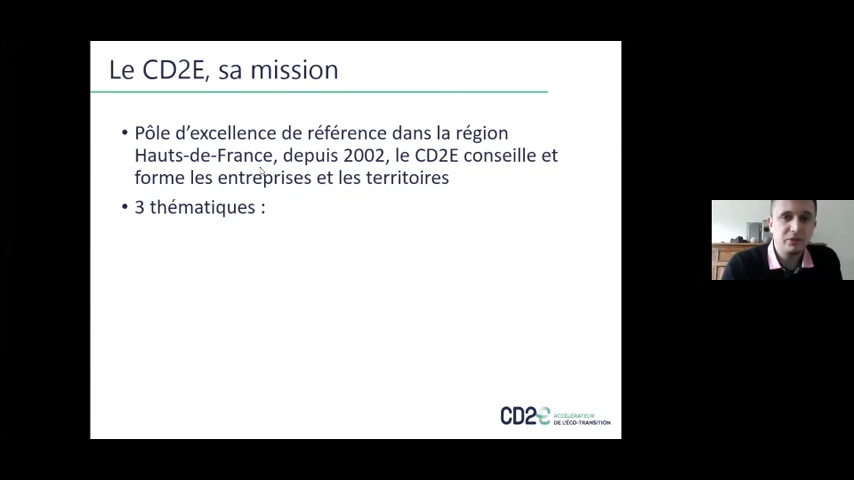 Le CD2E, sa mission
• Pôle d’excellence de référence dans la région
Hauts-de-France, depuis 2002, le CD2E conseille et
forme les entreprises et les territoires
• 3 thématiques :
CD2e
ACCÉLÉRATEUR
DE L'ÉCO-TRANSITION